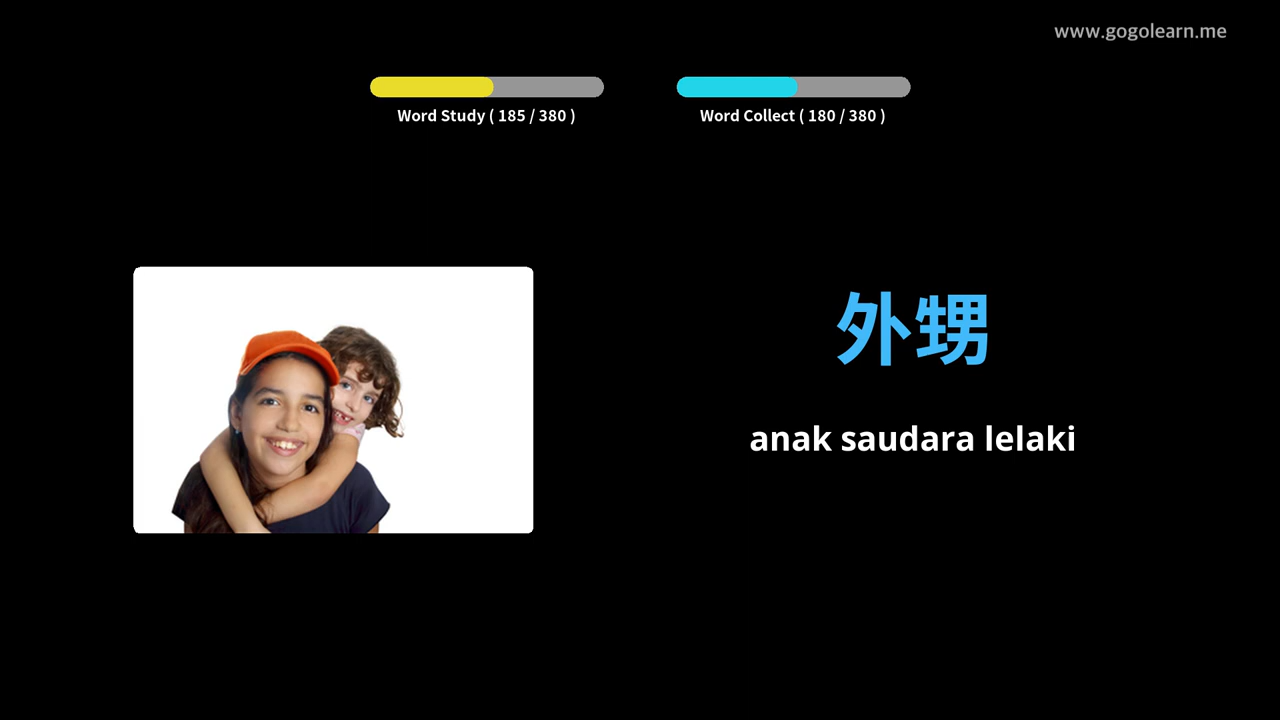 www.gogolearn.me
Word Study ( 185 / 380 )
Word Collect ( 180 / 380 )
外甥
anak saudara lelaki